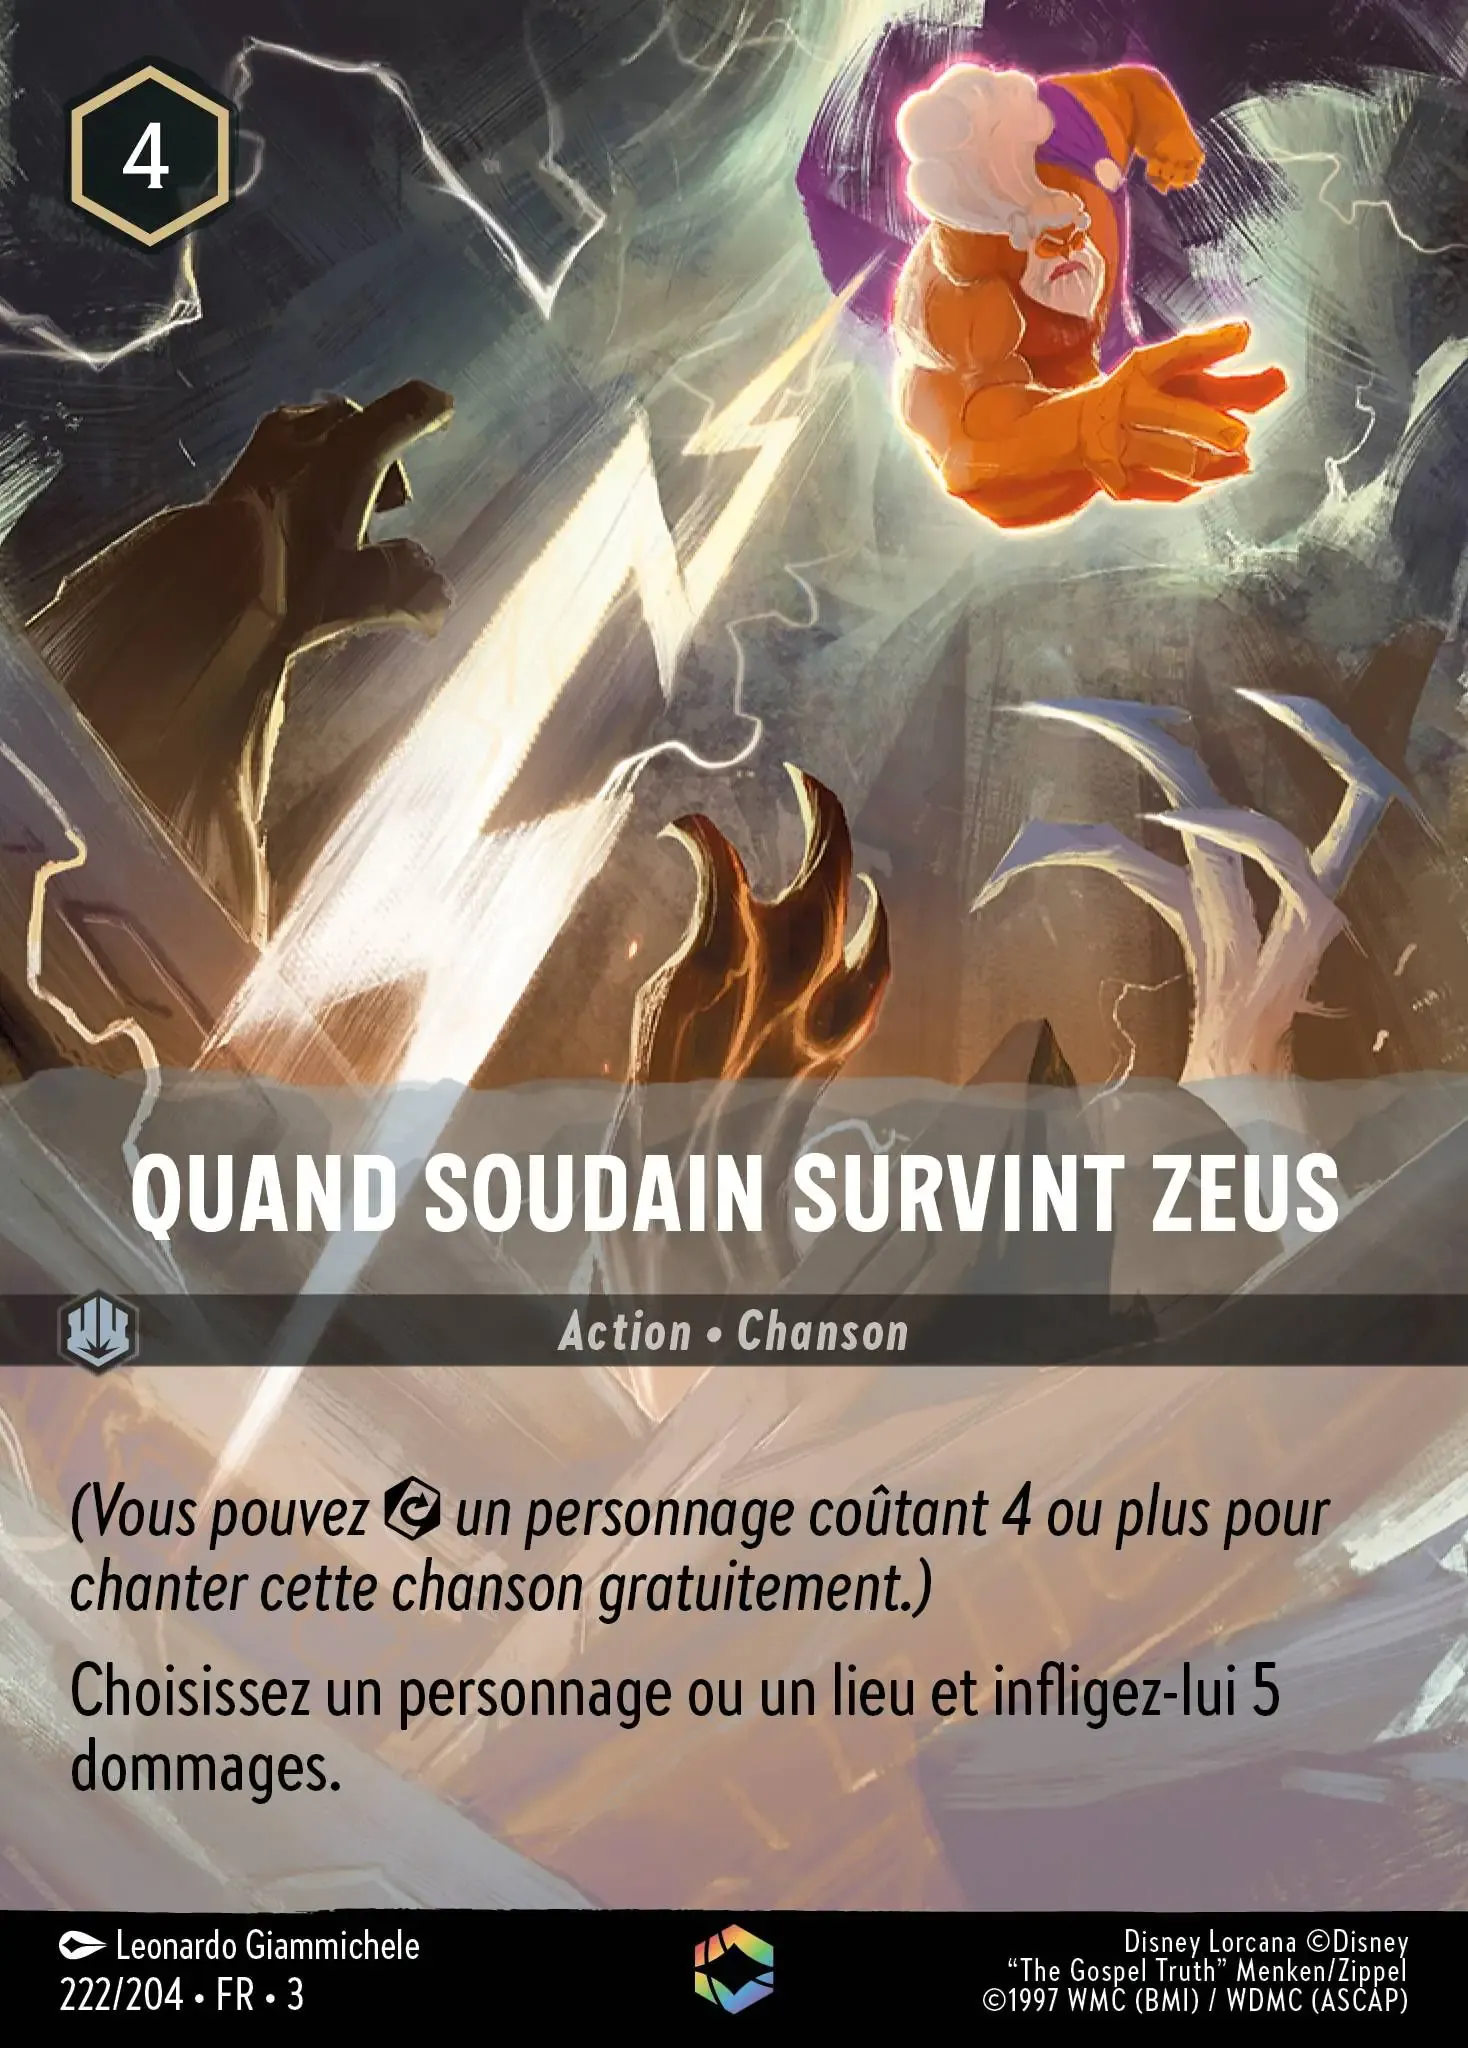 4
QUAND SOUDAIN SURVINT ZEUS
Action • Chanson
(Vous pouvez un personnage coûtant 4 ou plus pour
chanter cette chanson gratuitement.)
Choisissez un personnage ou un lieu et infligez-lui 5
dommages.
Leonardo Giammichele
222/204 • FR • 3
Disney Lorcana ©Disney
“The Gospel Truth” Menken/Zippel
©1997 WMC (BMI) / WDMC (ASCAP)